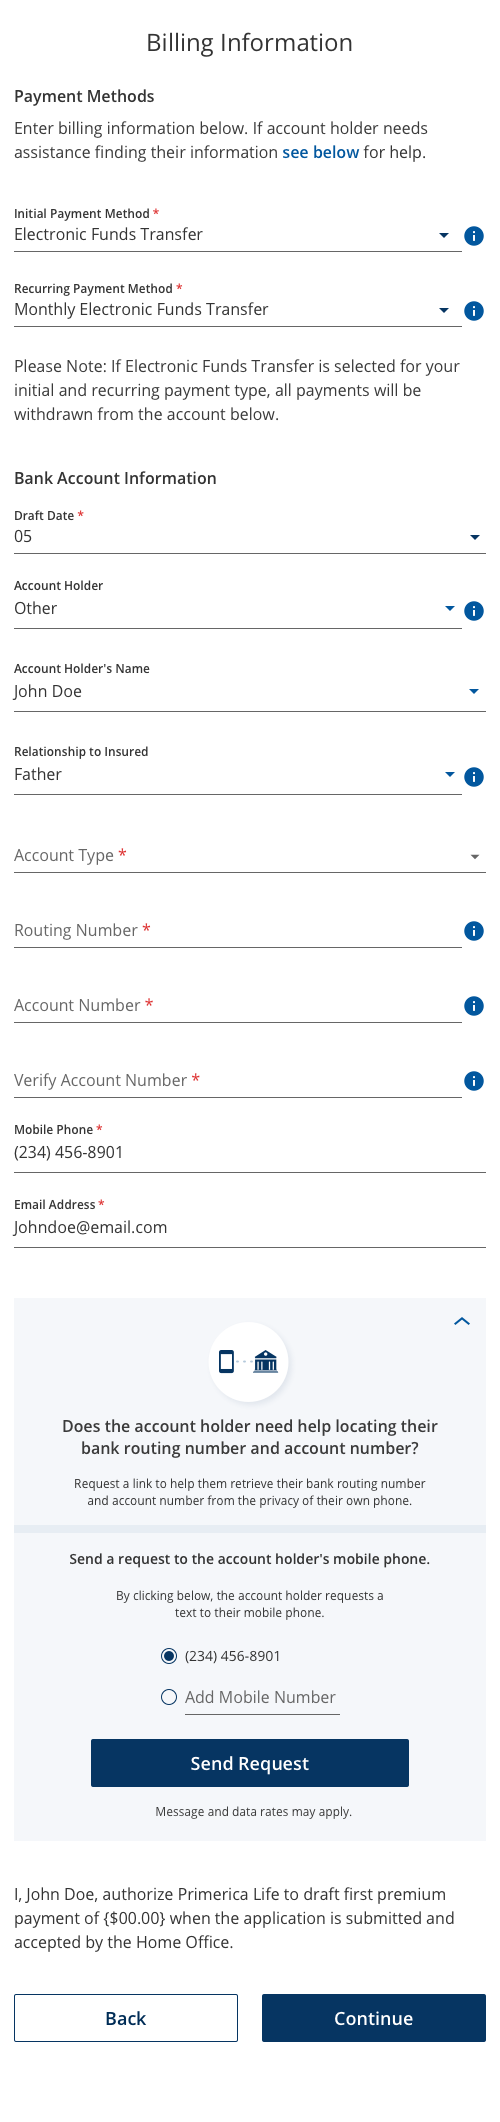 Billing Information
Payment Methods
Enter billing information below. If account holder needs
assistance finding their information see below for help.
Initial Payment Method *
Electronic Funds Transfer
Recurring Payment Method *
Monthly Electronic Funds Transfer
Please Note: If Electronic Funds Transfer is selected for your
initial and recurring payment type, all payments will be
withdrawn from the account below.
Bank Account Information
Draft Date *
05
Account Holder
Other
Account Holder's Name
John Doe
Relationship to Insured
Father
Account Type *
Routing Number *
Account Number *
Verify Account Number *
Mobile Phone *
(234) 456-8901
Email Address *
Johndoe@email.com
Does the account holder need help locating their
bank routing number and account number?
Request a link to help them retrieve their bank routing number
and account number from the privacy of their own phone.
Send a request to the account holder's mobile phone.
By clicking below, the account holder requests a
text to their mobile phone.
(234) 456-8901
Add Mobile Number
Send Request
Message and data rates may apply.
I, John Doe, authorize Primerica Life to draft first premium
payment of {$00.00} when the application is submitted and
accepted by the Home Office.
Back
Continue